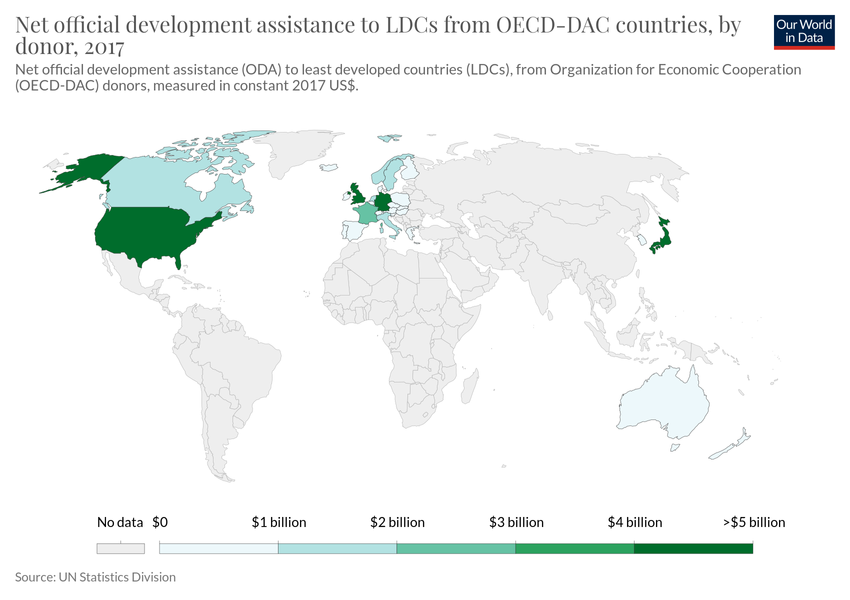 Net official development assistance to LDCs from OECD-DAC countries, by
donor, 2017
Our World
in Data
Net official development assistance (ODA) to least developed countries (LDCs), from Organization for Economic Cooperation
(OECD-DAC) donors, measured in constant 2017 US$.
No data $0 $1 billion $2 billion $3 billion $4 billion >$5 billion
Source: UN Statistics Division